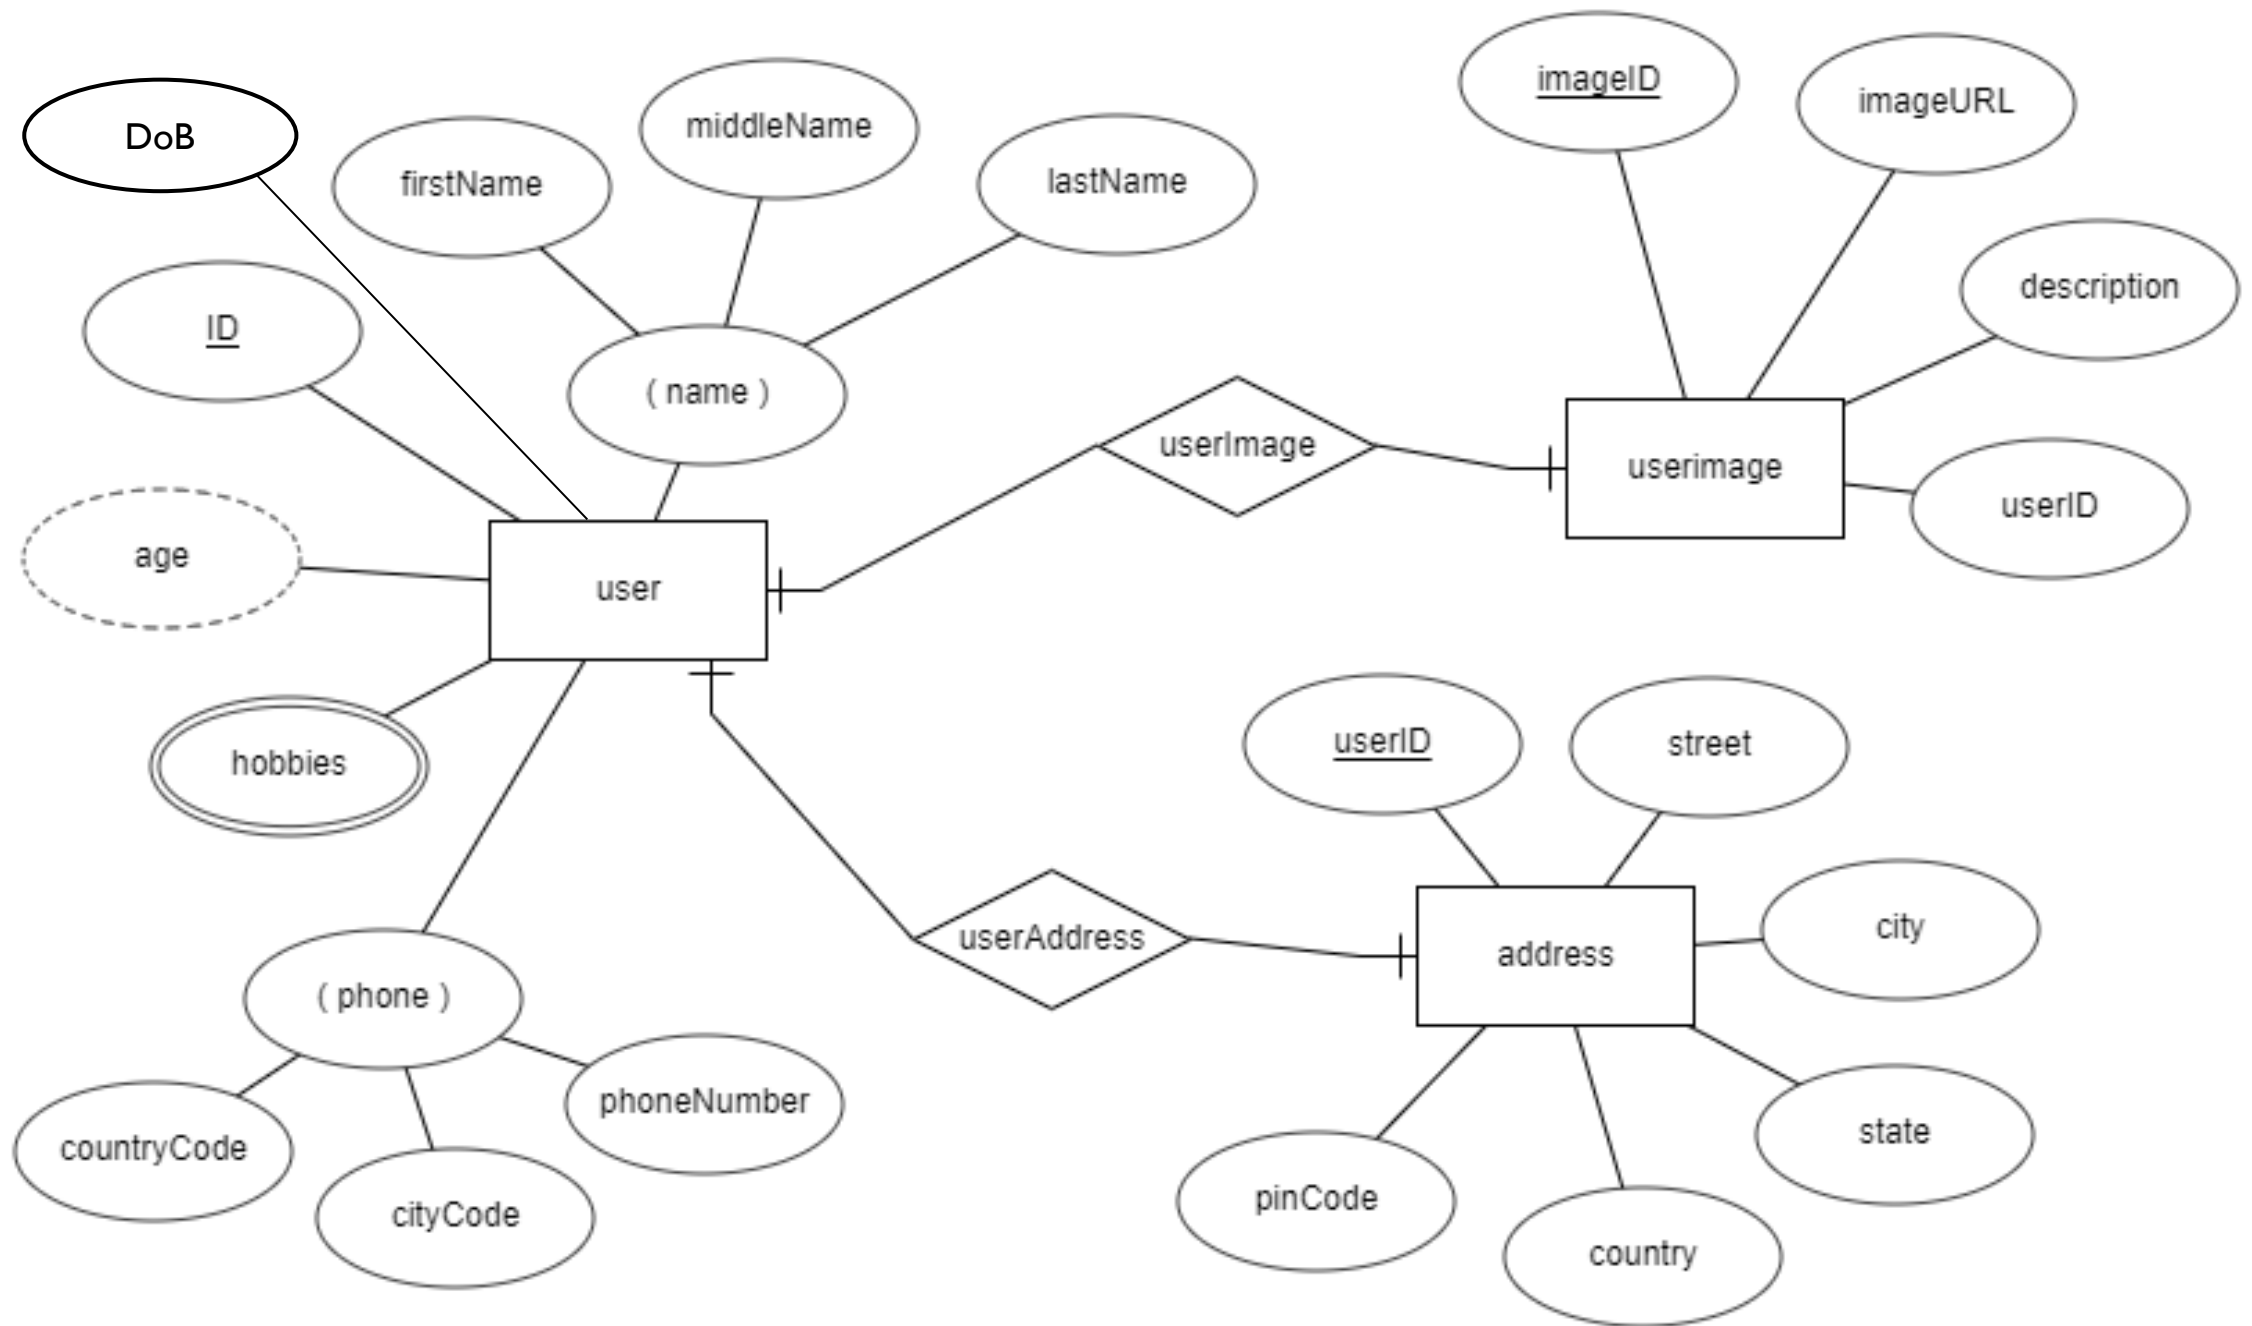 imageID
imageURL
middleName
DoB
firstName
lastName
description
ID
( name )
userImage
userimage
userID
age
user
hobbies
userID
street
city
userAddress
address
( phone )
phoneNumber
state
countryCode
pinCode
cityCode
country